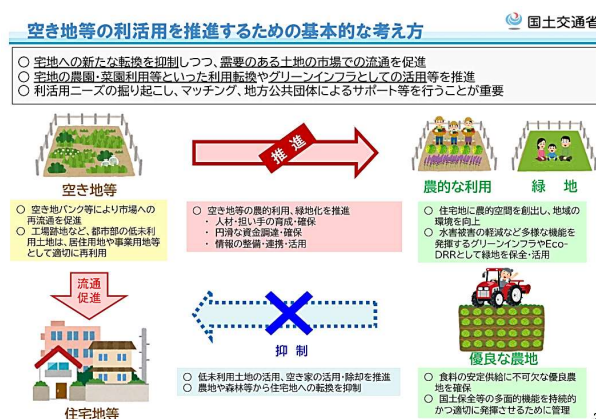 空き地等の利活用を推進するための基本的な考え方
国土交通省
○ 宅地への新たな転換を抑制しつつ、需要のある土地の市場での流通を促進
○ 宅地の農園・菜園利用等といった利用転換やグリーンインフラとしての活用等を推進
○ 利活用ニーズの掘り起こし、マッチング、地方公共団体によるサポート等を行うことが重要
推進
空き地等
農的な利用
緑地
○ 空き地バンク等により市場への
再流通を促進
○ 工場跡地など、都市部の低未利
用土地は、居住用地や事業用地等
として適切に再利用
○ 空き地等の農的利用、緑地化を推進
・ 人材・担い手の育成・確保
・ 円滑な資金調達・確保
・ 情報の整備・連携・活用
○ 住宅地に農的空間を創出し、地域の
環境を向上
○ 水害被害の軽減など多様な機能を
発揮するグリーンインフラやEco-
DRRとして緑地を保全・活用
流通
促進
抑制
優良な農地
○ 低未利用土地の活用、空き家の活用・除却を推進
○ 農地や森林等から住宅地への転換を抑制
○ 食料の安定供給に不可欠な優良農
地を確保
○ 国土保全等の多面的機能を持続的
かつ適切に発揮させるために管理
住宅地等